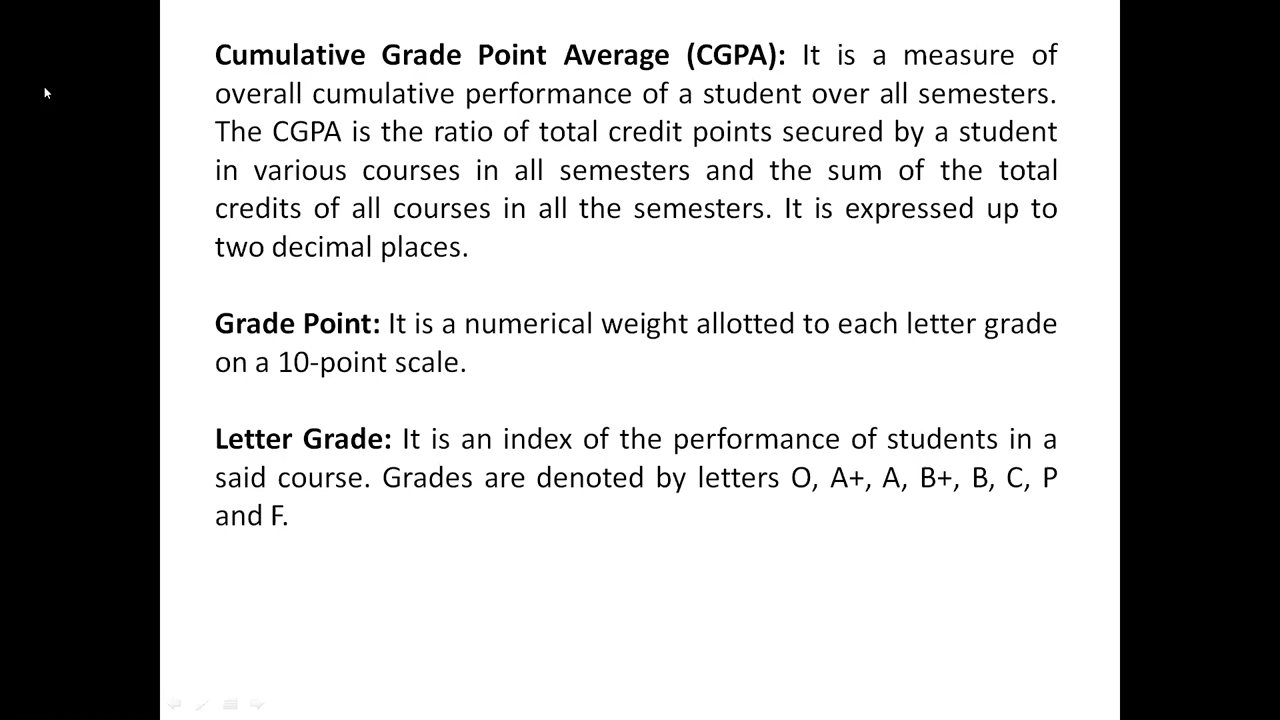 Cumulative Grade Point Average (CGPA): It is a measure of
overall cumulative performance of a student over all semesters.
The CGPA is the ratio of total credit points secured by a student
in various courses in all semesters and the sum of the total
credits of all courses in all the semesters. It is expressed up to
two decimal places.
Grade Point: It is a numerical weight allotted to each letter grade
on a 10-point scale.
Letter Grade: It is an index of the performance of students in a
said course. Grades are denoted by letters O, A+, A, B+, B, C, P
and F.